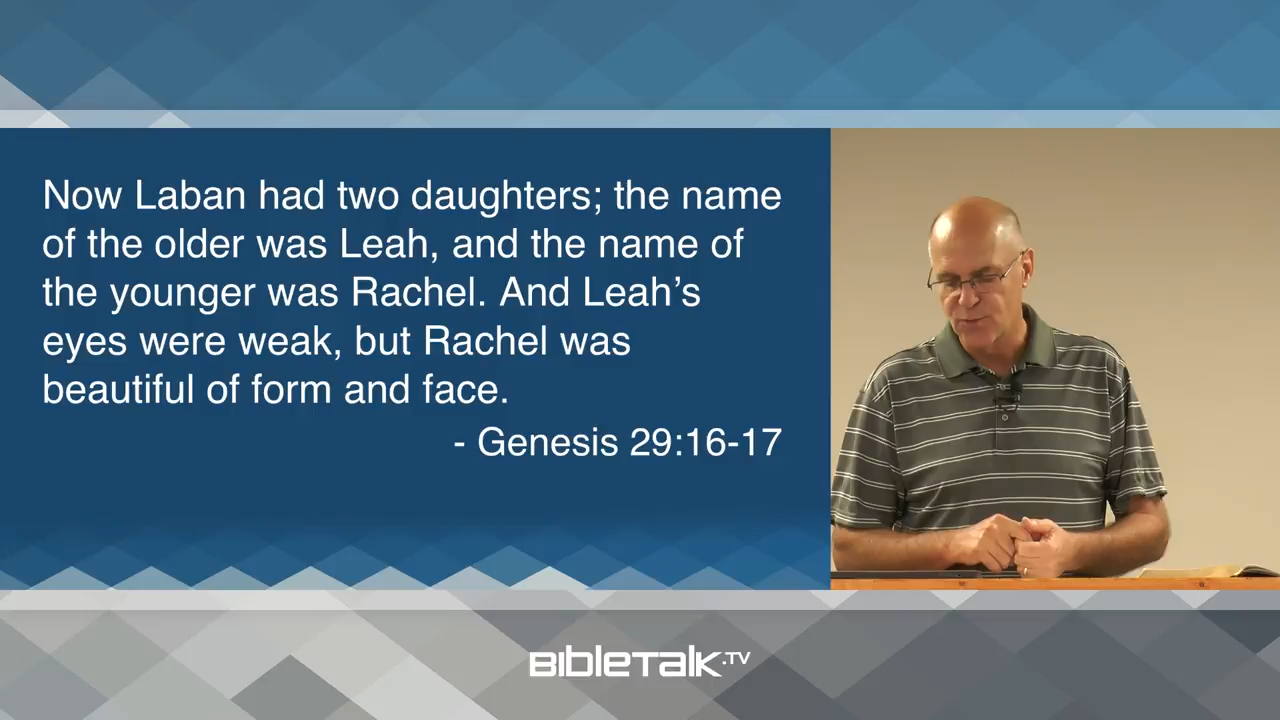 Now Laban had two daughters; the name
of the older was Leah, and the name of
the younger was Rachel. And Leah’s
eyes were weak, but Rachel was
beautiful of form and face.
- Genesis 29:16-17
BibleTalk.TV